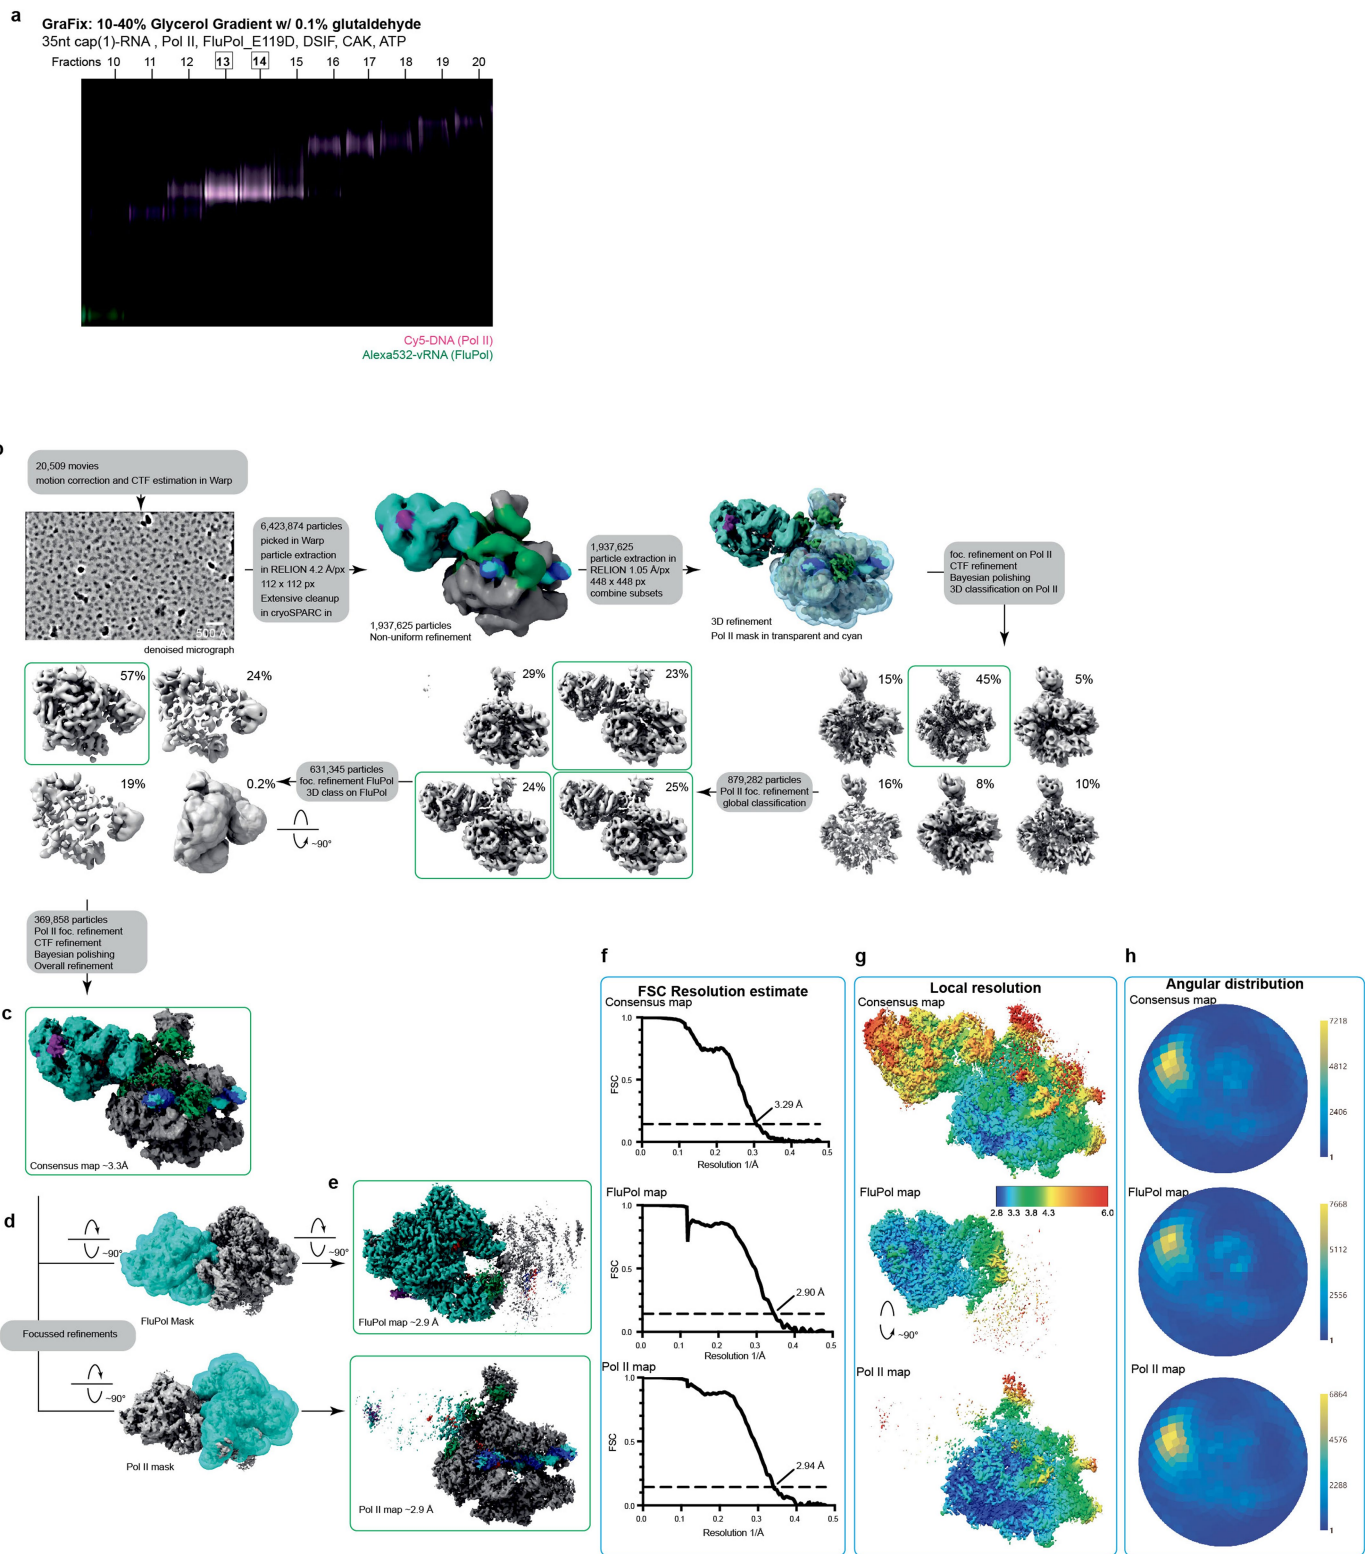 a
GraFix: 10-40% Glycerol Gradient w/ 0.1% glutaldehyde
35nt cap(1)-RNA , Pol II, FluPol_E119D, DSIF, CAK, ATP
Fractions 10 11 12 13 14 15 16 17 18 19 20
Cy5-DNA (Pol II)
Alexa532-vRNA (FluPol)
20,509 movies
motion correction and CTF estimation in Warp
500 Å
denoised micrograph
6,423,874 particles
picked in Warp
particle extraction
in RELION 4.2 Å/px
112 x 112 px
Extensive cleanup
in cryoSPARC in
1,937,625 particles
Non-uniform refinement
1,937,625
particle extraction in
RELION 1.05 Å/px
448 x 448 px
combine subsets
3D refinement
Pol II mask in transparent and cyan
foc. refinement on Pol II
CTF refinement
Bayesian polishing
3D classification on Pol II
57% 24%
19% 0.2%
~90°
631,345 particles
foc. refinement FluPol
3D class on FluPol
29% 23%
24% 25%
879,282 particles
Pol II foc. refinement
global classification
15% 45% 5%
16% 8% 10%
369,858 particles
Pol II foc. refinement
CTF refinement
Bayesian polishing
Overall refinement
c
Consensus map ~3.3Å
d
~90°
~90°
FluPol Mask
Focussed refinements
~90°
Pol II mask
e
FluPol map ~2.9 Å
Pol II map ~2.9 Å
f
FSC Resolution estimate
Consensus map
1.0
0.5
0.0
FSC
3.29 Å
0.0 0.1 0.2 0.3 0.4 0.5
Resolution 1/Å
FluPol map
1.0
0.5
0.0
FSC
2.90 Å
0.0 0.1 0.2 0.3 0.4 0.5
Resolution 1/Å
Pol II map
1.0
0.5
0.0
FSC
2.94 Å
0.0 0.1 0.2 0.3 0.4 0.5
Resolution 1/Å
g
Local resolution
Consensus map
2.8 3.3 3.8 4.3 6.0
FluPol map
~90°
Pol II map
h
Angular distribution
Consensus map
7218
4812
2406
1
FluPol map
7668
5112
2556
1
Pol II map
6864
4576
2288
1